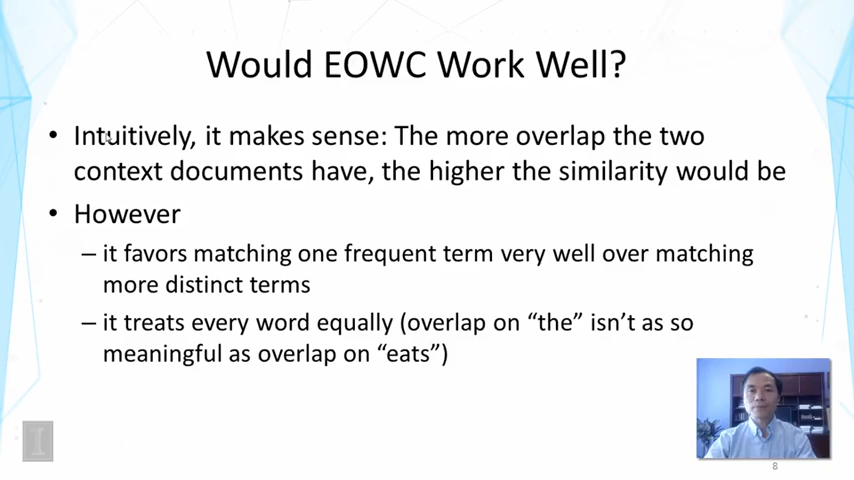 Would EOWC Work Well?
• Intuitively, it makes sense: The more overlap the two
context documents have, the higher the similarity would be
• However
– it favors matching one frequent term very well over matching
more distinct terms
– it treats every word equally (overlap on “the” isn’t as so
meaningful as overlap on “eats”)
I
8